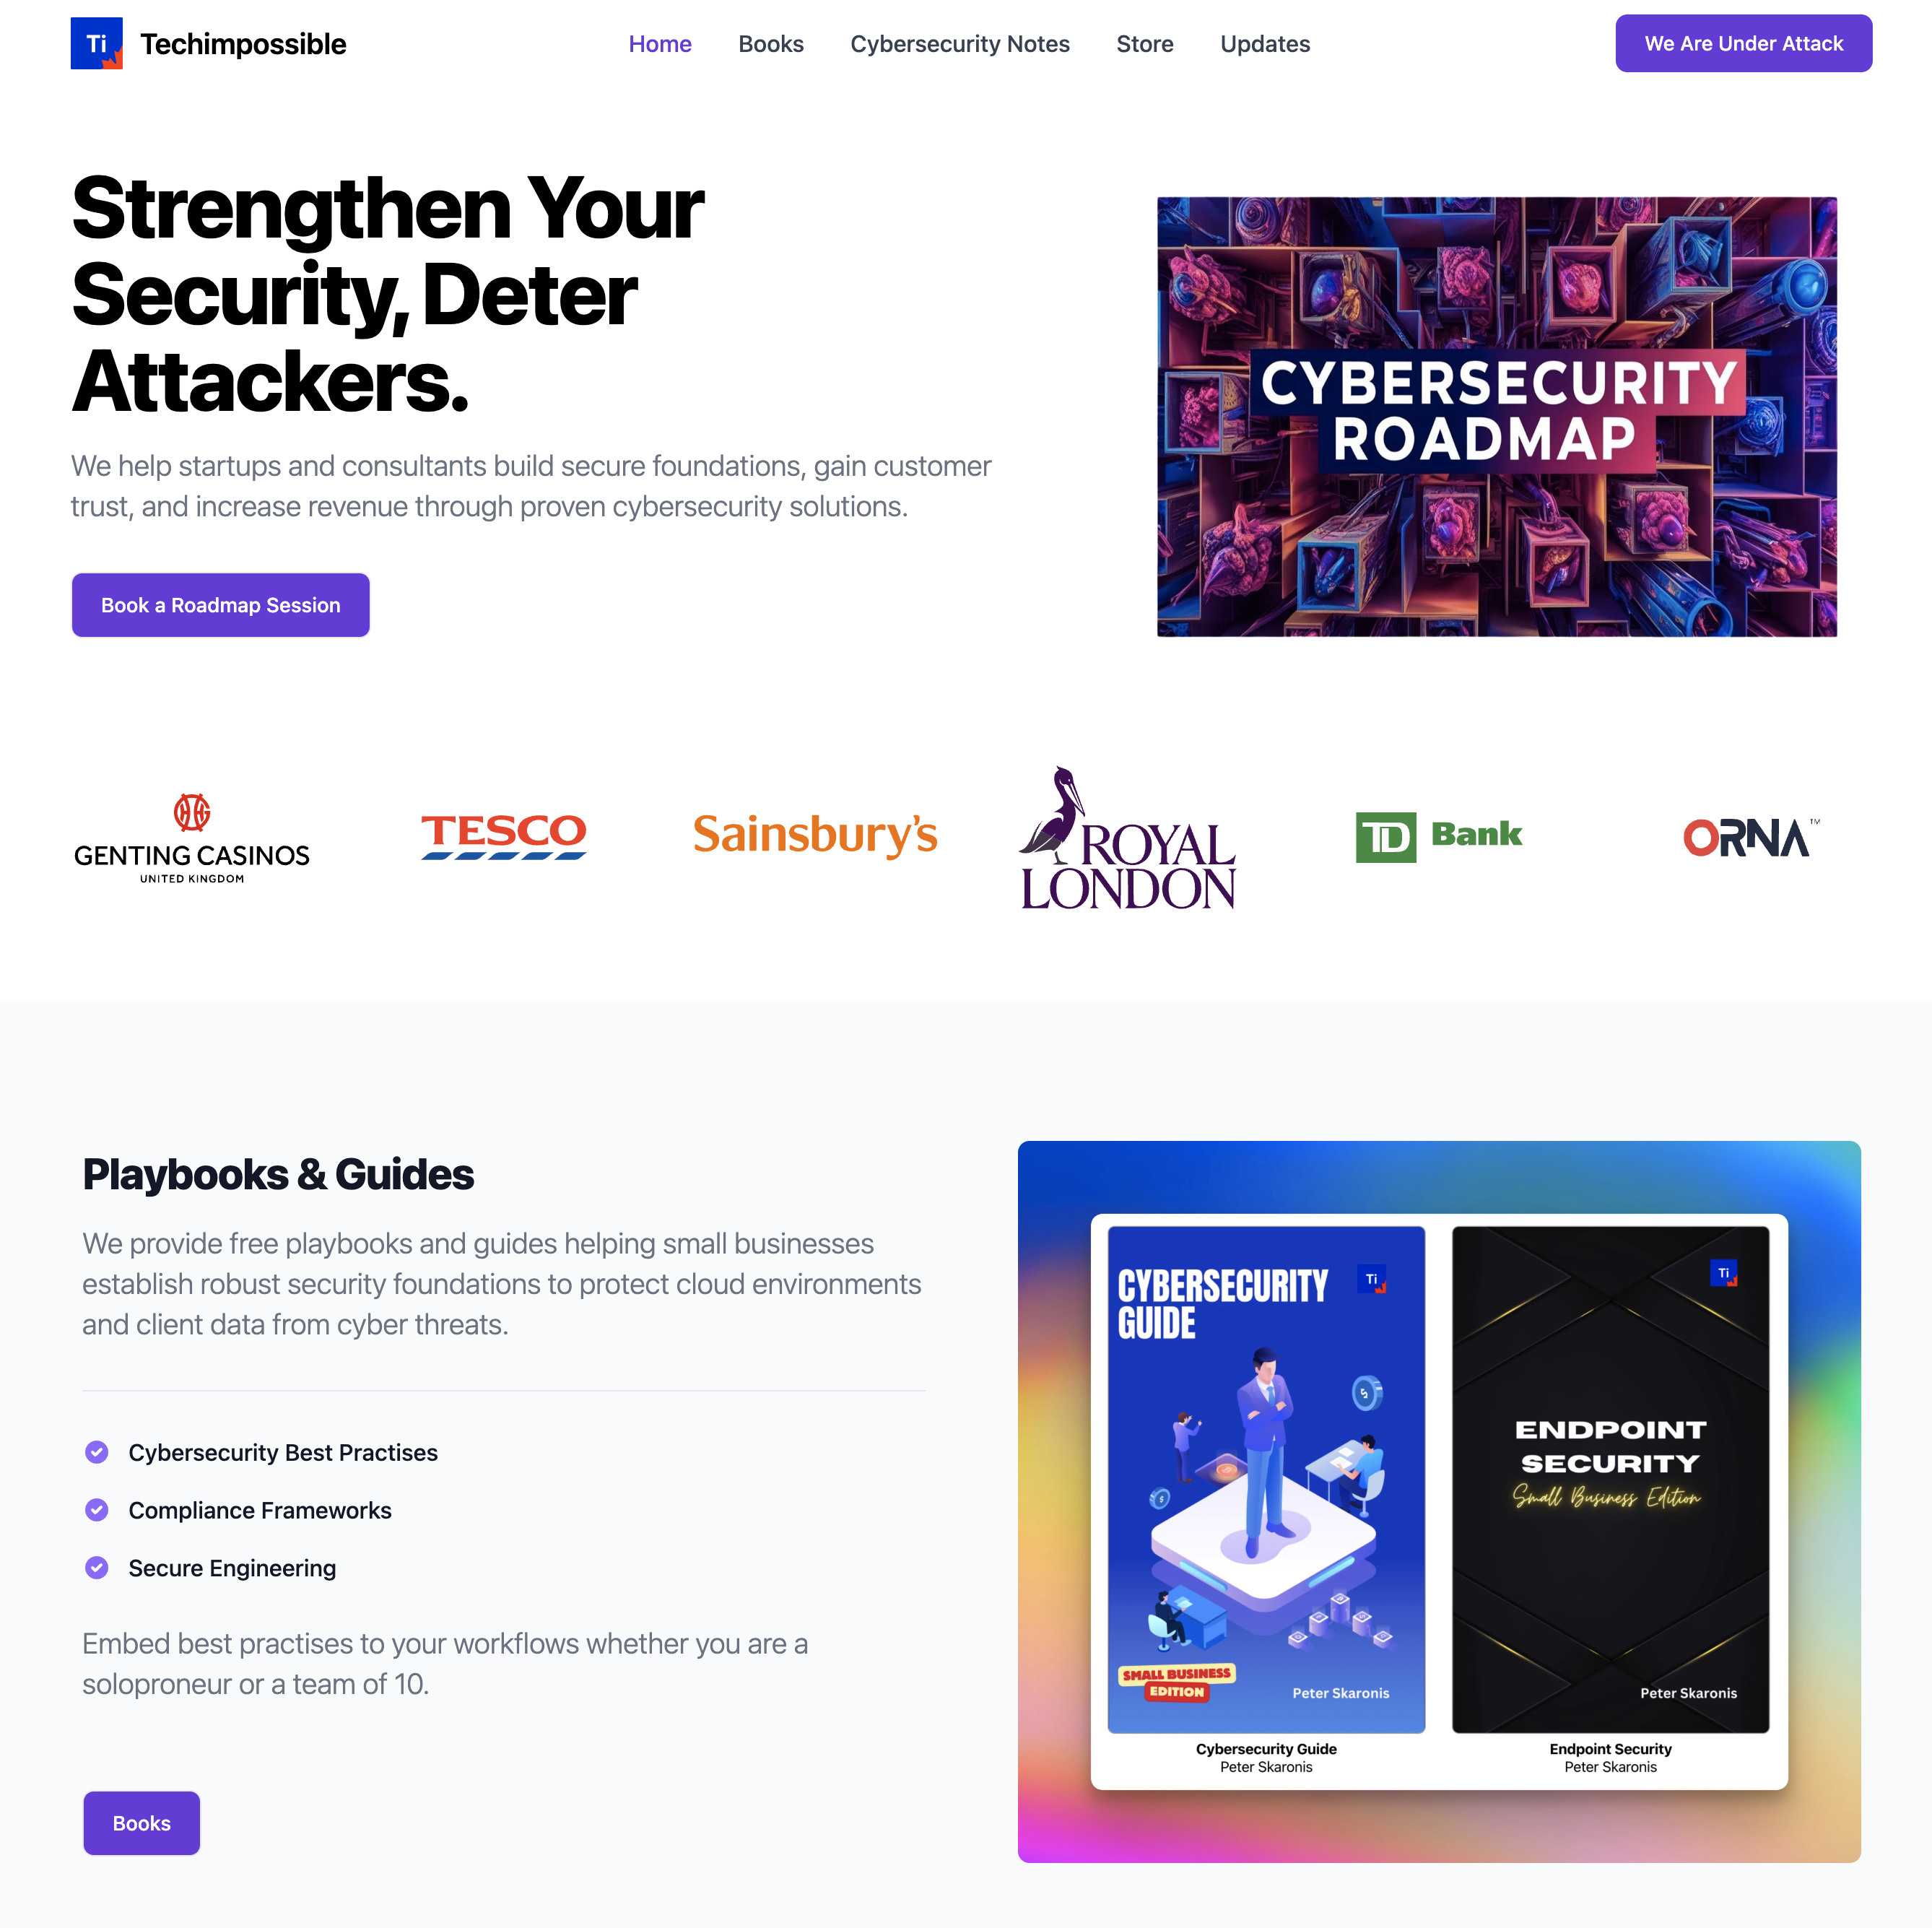 Ti Techimpossible
Home Books Cybersecurity Notes Store Updates
We Are Under Attack
Strengthen Your
Security, Deter
Attackers.
We help startups and consultants build secure foundations, gain customer
trust, and increase revenue through proven cybersecurity solutions.
Book a Roadmap Session
CYBERSECURITY
ROADMAP
GENTING CASINOS
UNITED KINGDOM
TESCO
Sainsbury's
ROYAL
LONDON
TD Bank
ORNA™
Playbooks & Guides
We provide free playbooks and guides helping small businesses
establish robust security foundations to protect cloud environments
and client data from cyber threats.
Cybersecurity Best Practises
Compliance Frameworks
Secure Engineering
Embed best practises to your workflows whether you are a
soloproneur or a team of 10.
Books
CYBERSECURITY
GUIDE
Ti
SMALL BUSINESS
EDITION
Peter Skaronis
Cybersecurity Guide
Peter Skaronis
Ti
ENDPOINT
SECURITY
Small Business Edition
Peter Skaronis
Endpoint Security
Peter Skaronis